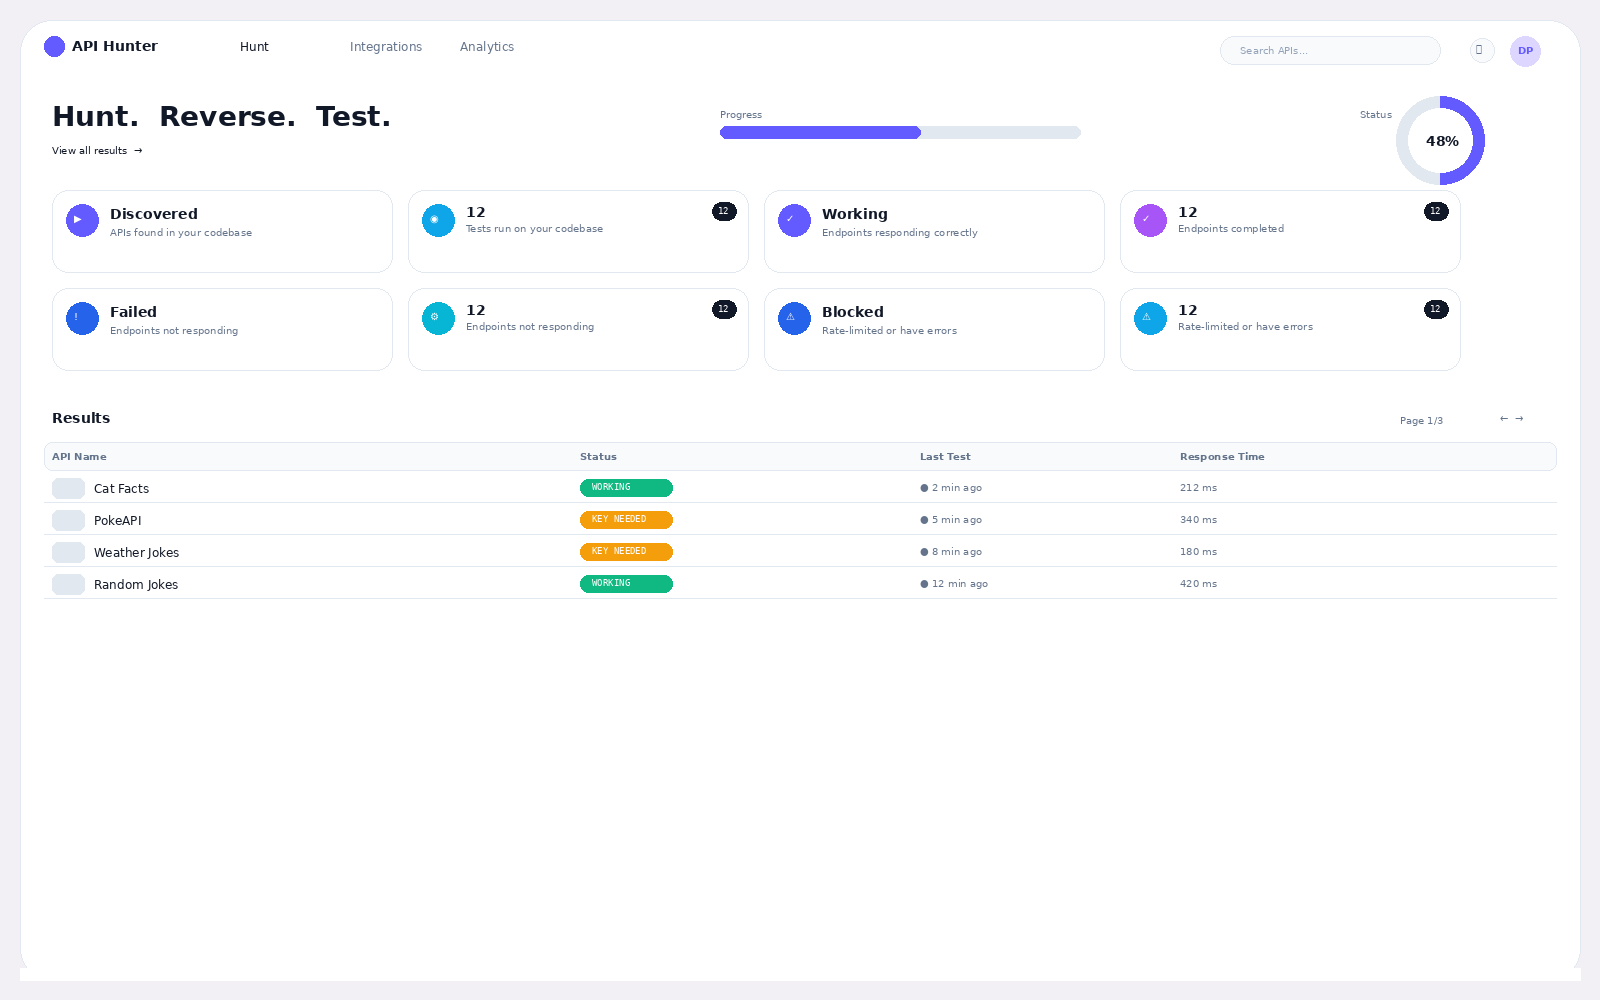 API Hunter Hunt Integrations Analytics Search APIs... DP
Hunt. Reverse. Test.
Progress
Status
48%
View all results →
Discovered
APIs found in your codebase
12
Tests run on your codebase
12
Working
Endpoints responding correctly
12
Endpoints completed
12
Failed
Endpoints not responding
12
Endpoints not responding
12
Blocked
Rate-limited or have errors
12
Rate-limited or have errors
12
Results Page 1/3 ← →
API Name Status Last Test Response Time
Cat Facts WORKING ● 2 min ago 212 ms
PokeAPI KEY NEEDED ● 5 min ago 340 ms
Weather Jokes KEY NEEDED ● 8 min ago 180 ms
Random Jokes WORKING ● 12 min ago 420 ms